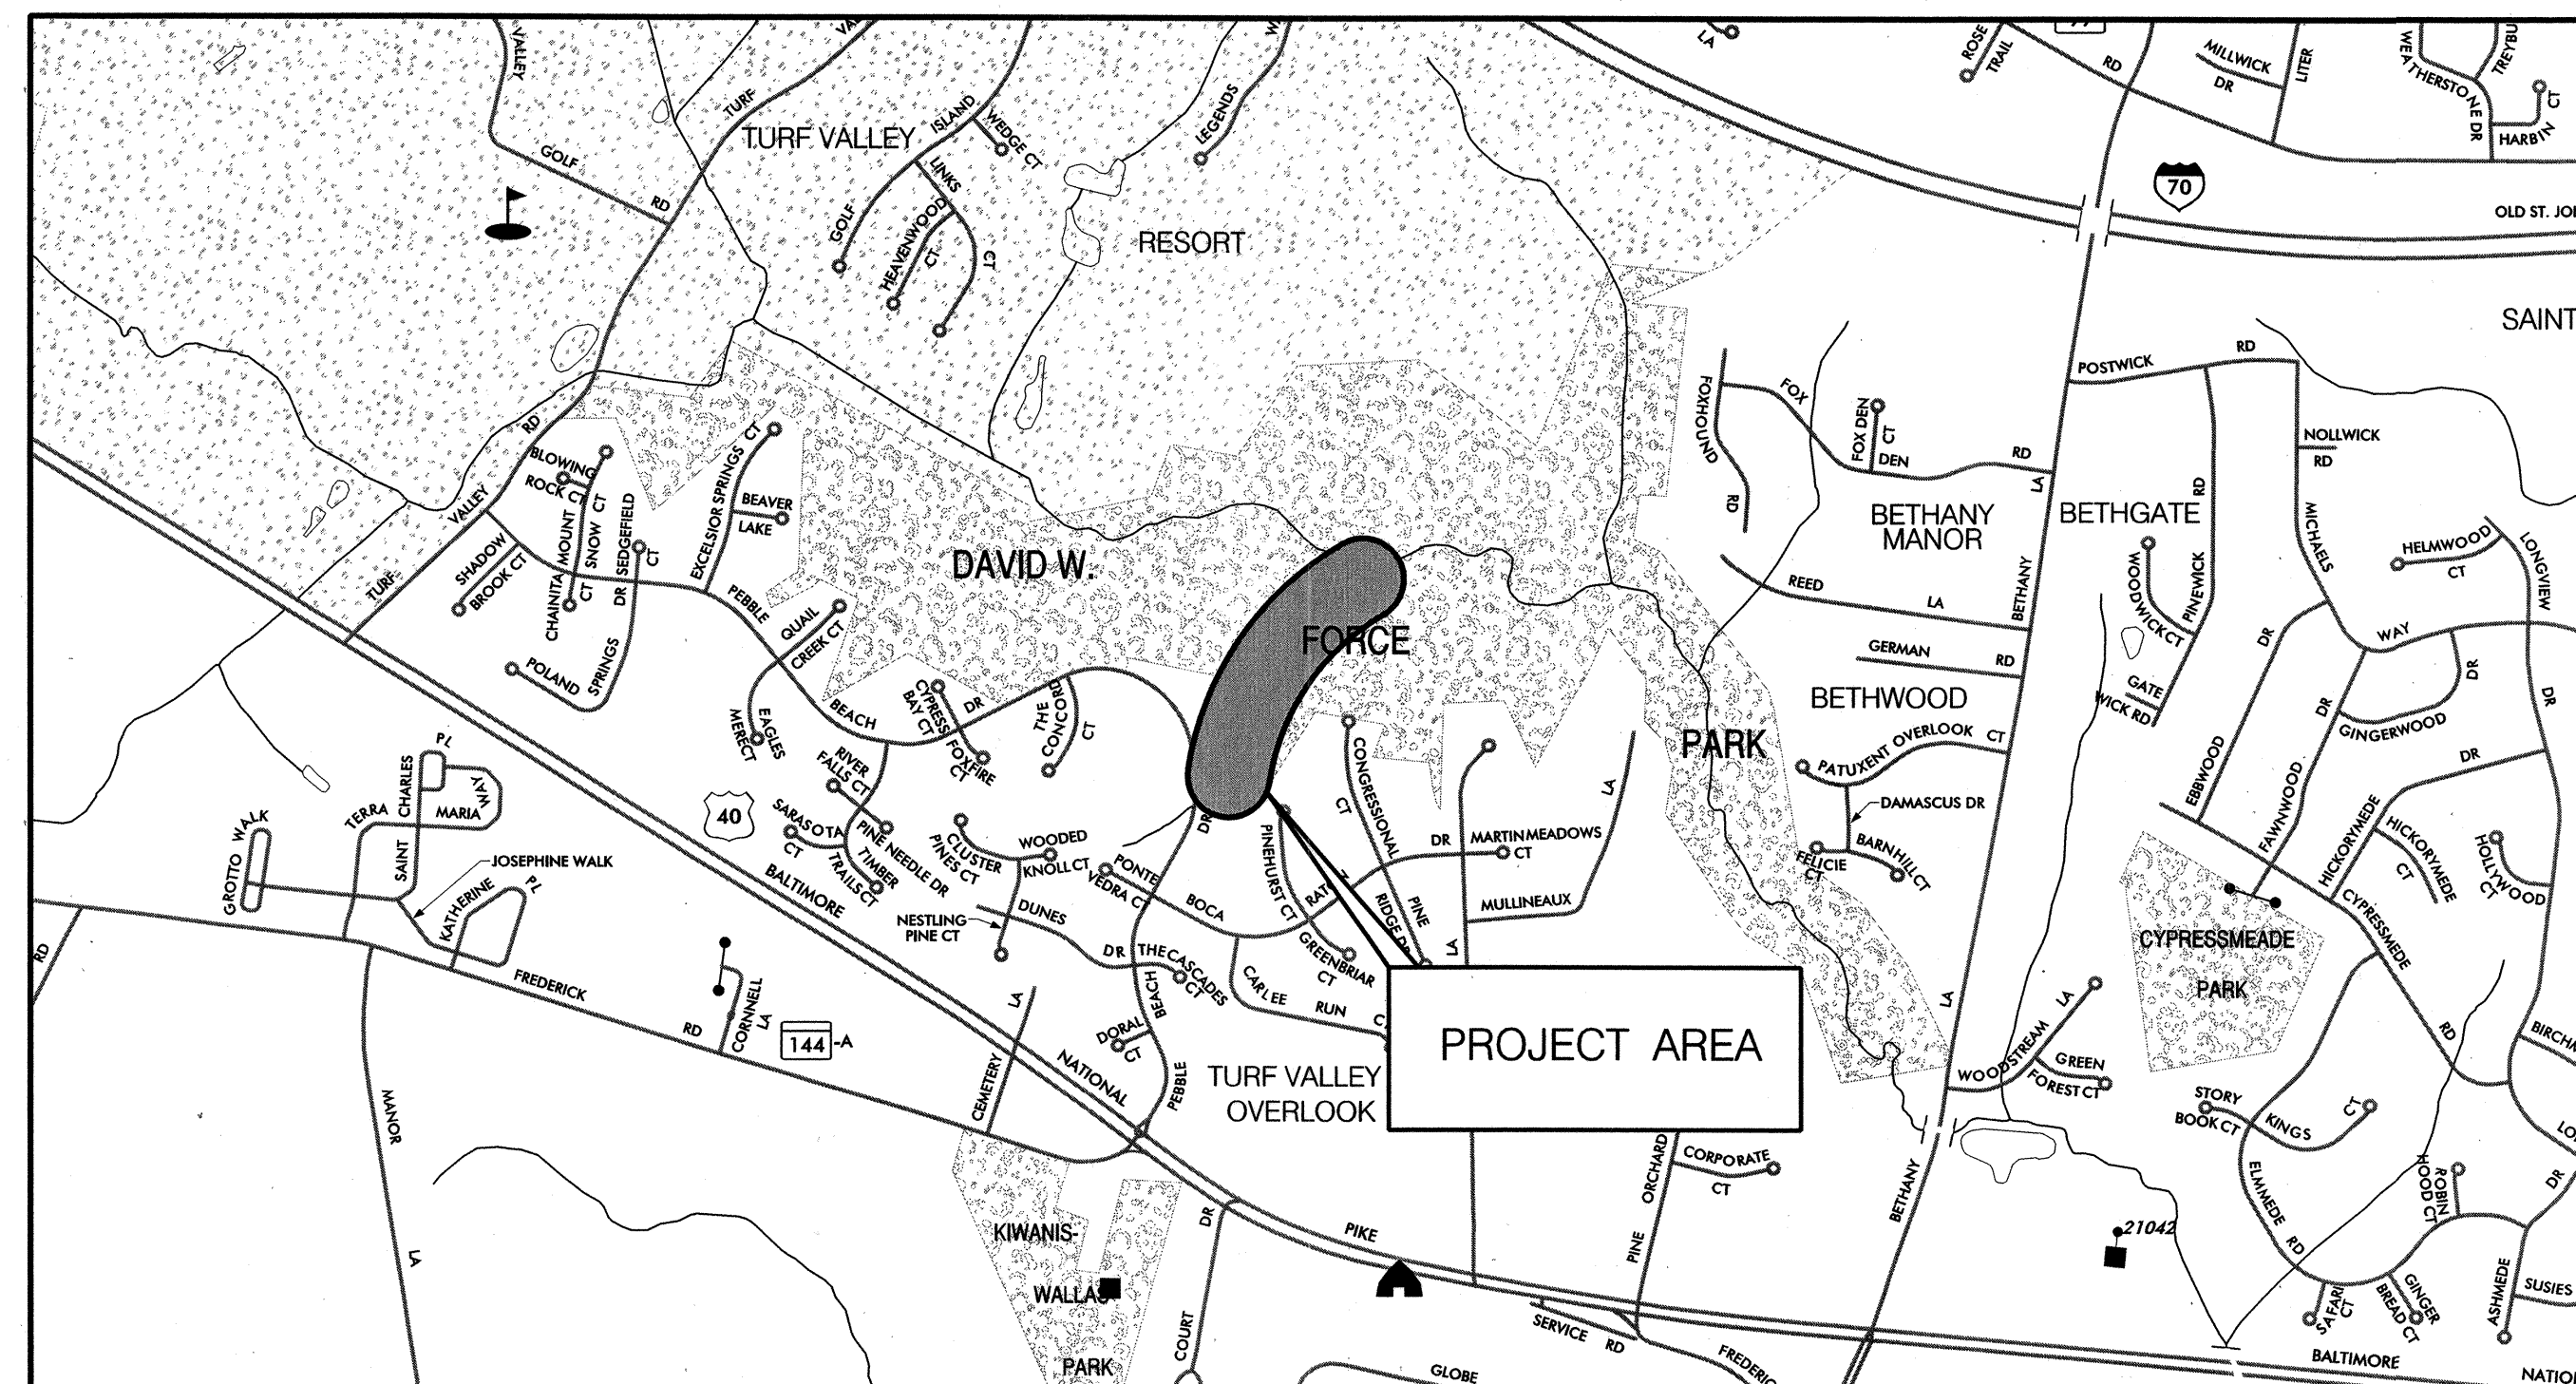 VALLEY
TURF
GOLF
RD
TURF VALLEY
ISLAND
WEDGE CT
LINKS
CT
GOLF
HEAVENWOOD
CT
LEGENDS
RESORT
LA
ROSE
TRAIL
RD
MILLWICK
DR
LITER
WEATHERSTONE DR
HARBIN
CT
70
SAINT
POSTWICK
RD
FOXHOUND
RD
FOX
FOX DEN
CT
DEN
RD
LA
BETHANY
MANOR
BETHGATE
RD
PINEWICK
WOODWICK CT
GATE
WICK RD
NOLLWICK
RD
MICHAELS
WAY
HELMWOOD
CT
LONGVIEW
DR
REED
LA
BETHANY
GERMAN
RD
BETHWOOD
PATUXENT OVERLOOK CT
DAMASCUS DR
FELICIE
CT
BARNHILL CT
DR
EBBWOOD
DR
FAWNWOOD
GINGERWOOD
DR
DR
HICKORYMEDE
HICKORYMEDE
CT
HOLLYWOOD
CT
CYPRESSMEDE
RD
CYPRESSMEADE
PARK
RD
BLOWING
ROCK CT
VALLEY
TURF
SHADOW
BROOK CT
CHAINITA MOUNT
CT
SNOW CT
SEDGEFIELD
CT
DR
EXCELSIOR SPRINGS CT
BEAVER
LAKE
POLAND
SPRINGS
PEBBLE
QUAIL
CREEK CT
EAGLES
MERECT
BEACH
DR
CYPRESS
BAY CT
FOXFIRE
CT
THE
CONCORD
CT
DAVID W.
FORCE
PARK
RIVER
FALLS CT
SARASOTA
CT
PINE NEEDLE DR
TIMBER
TRAILS CT
CLUSTER
PINES CT
WOODED
KNOLL CT
PONTE
VEDRA CT
NESTLING
PINE CT
DUNES
DR
THE CASCADES
CT
BOCA
DR
PINEHURST CT
CONGRESSIONAL
CT
DR
MARTIN MEADOWS
CT
LA
MULLINEAUX
PINE
RIDGE DR
LA
GREENBRIAR
CT
CARLEE
RUN
BEACH
DORAL
CT
PEBBLE
TURF VALLEY
OVERLOOK
PROJECT AREA
40
BALTIMORE
NATIONAL
PIKE
PL
CHARLES
WAY
TERRA
MARIA
SAINT
GROTTO WALK
JOSEPHINE WALK
KATHERINE
PL
RD
FREDERICK
RD
CORNNELL
LA
144
-A
MANOR
LA
CEMETERY
LA
KIWANIS-
WALLAS
PARK
DR
COURT
GLOBE
ORCHARD
PINE
CORPORATE
CT
SERVICE
RD
BETHANY
LA
WOODSTREAM
LA
GREEN
FOREST CT
STORY
BOOK CT
KINGS
CT
ELMMEDE
RD
ROBIN
HOOD CT
DR
21042
SAFARI
CT
GINGER
BREAD CT
ASHMEDE
SUSIES
BALTIMORE